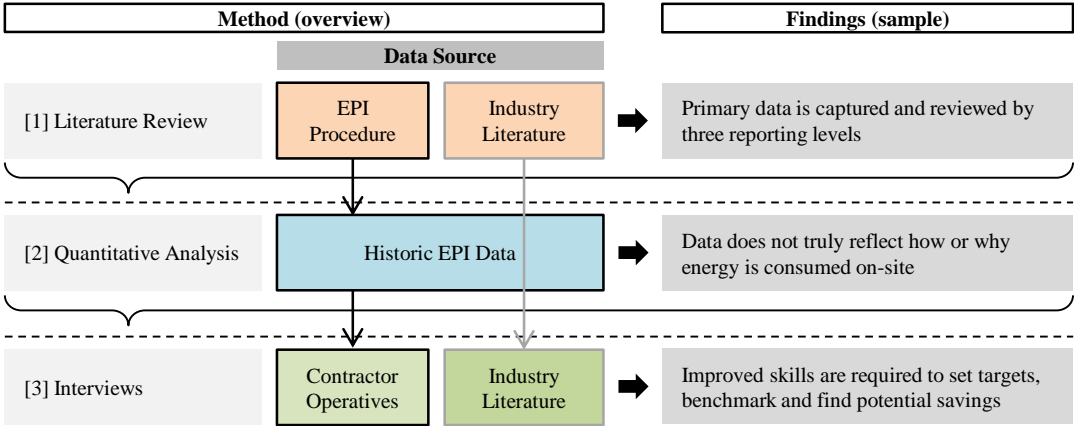 Method (overview)
Findings (sample)
Data Source
[1] Literature Review
EPI
Procedure
Industry
Literature
Primary data is captured and reviewed by
three reporting levels
[2] Quantitative Analysis
Historic EPI Data
Data does not truly reflect how or why
energy is consumed on-site
[3] Interviews
Contractor
Operatives
Industry
Literature
Improved skills are required to set targets,
benchmark and find potential savings